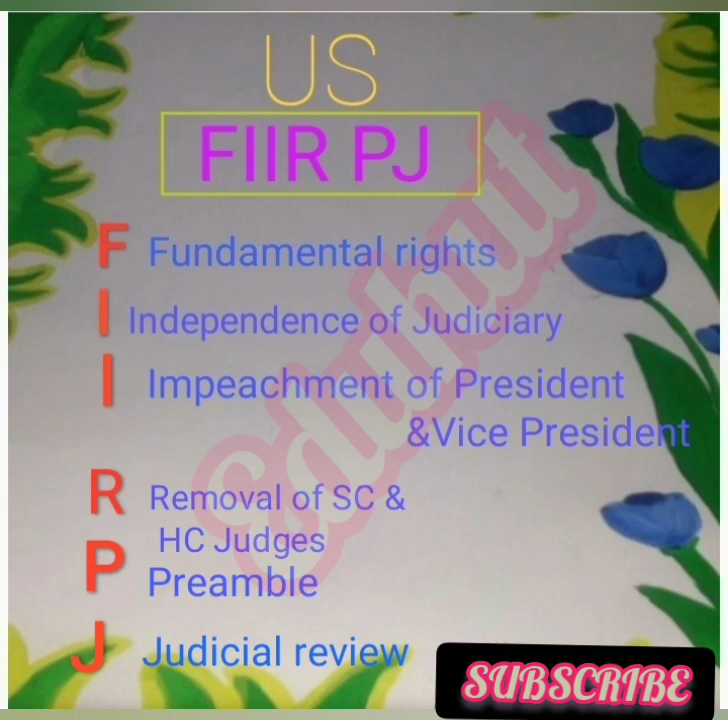 US
FIIR PJ
F Fundamental rights
I Independence of Judiciary
I Impeachment of President
&Vice President
R Removal of SC &
HC Judges
P Preamble
J Judicial review
Eduhut
SUBSCRIBE